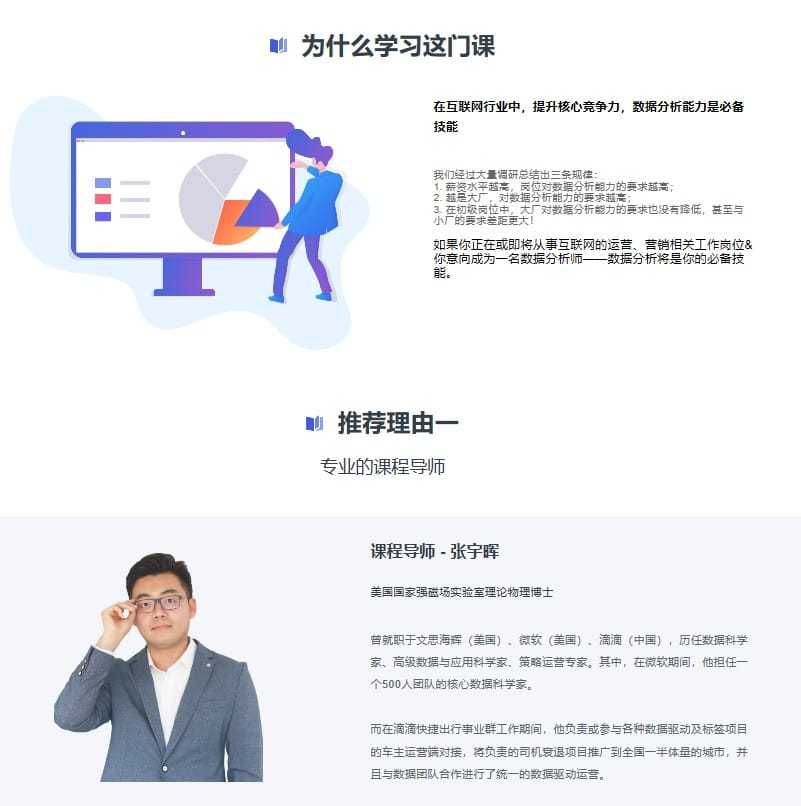 为什么学习这门课
在互联网行业中，提升核心竞争力，数据分析能力是必备
技能
我们经过大量调研总结出三条规律：
1. 薪资水平越高，岗位对数据分析能力的要求越高；
2. 越是大厂，对数据分析能力的要求越高；
3. 在初级岗位中，大厂对数据分析能力的要求也没有降低，甚至与
小厂的要求差距更大！
如果你正在或即将从事互联网的运营、营销相关工作岗位&
你意向成为一名数据分析师——数据分析将是你的必备技
能。
推荐理由一
专业的课程导师
课程导师 - 张宇晖
美国国家强磁场实验室理论物理博士
曾就职于文思海辉（美国）、微软（美国）、滴滴（中国），历任数据科学
家、高级数据与应用科学家、策略运营专家。其中，在微软期间，他担任一
个500人团队的核心数据科学家。
而在滴滴快捷出行事业群工作期间，他负责或参与各种数据驱动及标签项目
的车主运营端对接，将负责的司机衰退项目推广到全国一半体量的城市，并
且与数据团队合作进行了统一的数据驱动运营。